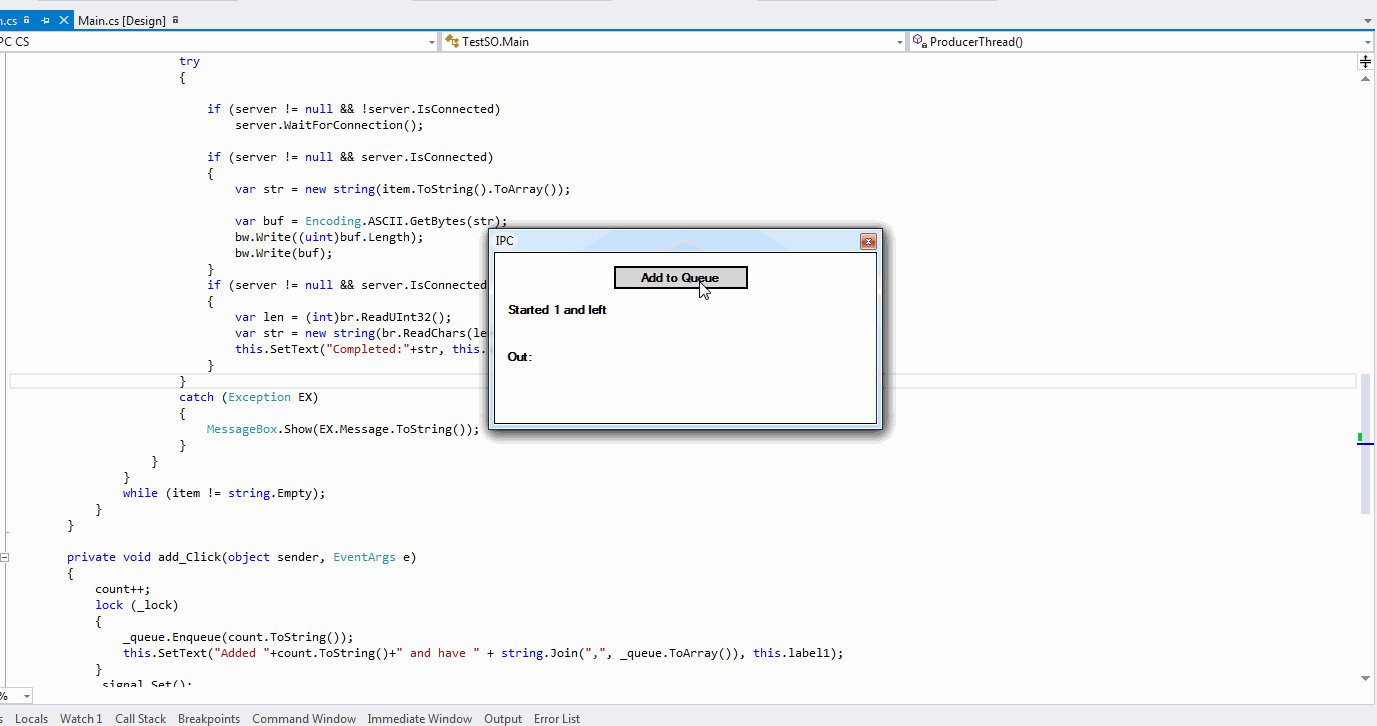 n.cs Main.cs [Design]
PC CS TestSO.Main ProducerThread()
try
{
if (server != null && !server.IsConnected)
server.WaitForConnection();
if (server != null && server.IsConnected)
{
var str = new string(item.ToString().ToArray());
var buf = Encoding.ASCII.GetBytes(str);
bw.Write((uint)buf.Length);
bw.Write(buf);
}
if (server != null && server.IsConnected
{
var len = (int)br.ReadUInt32();
var str = new string(br.ReadChars(le
this.SetText("Completed:"+str, this.
}
}
catch (Exception EX)
{
MessageBox.Show(EX.Message.ToString());
}
}
}
while (item != string.Empty);
}
}
private void add_Click(object sender, EventArgs e)
{
count++;
lock (_lock)
{
_queue.Enqueue(count.ToString());
this.SetText("Added "+count.ToString()+" and have " + string.Join(",", _queue.ToArray()), this.label1);
}
_signal.Set();
IPC
Add to Queue
Started 1 and left
Out:
%
s Locals Watch 1 Call Stack Breakpoints Command Window Immediate Window Output Error List